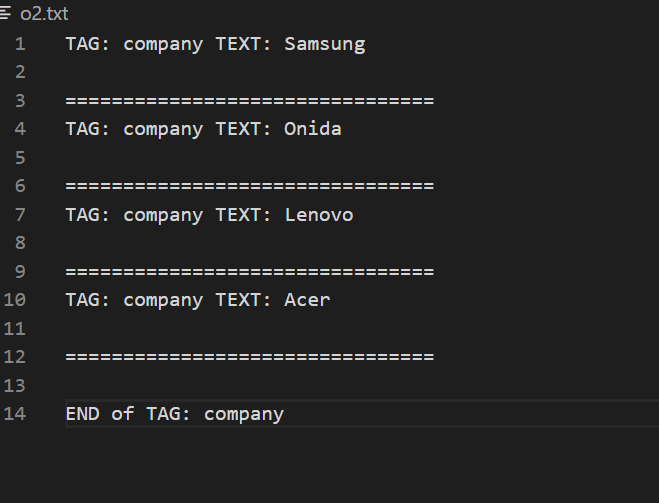 o2.txt
1 TAG: company TEXT: Samsung
2
3 ================================
4 TAG: company TEXT: Onida
5
6 ================================
7 TAG: company TEXT: Lenovo
8
9 ================================
10 TAG: company TEXT: Acer
11
12 ================================
13
14 END of TAG: company